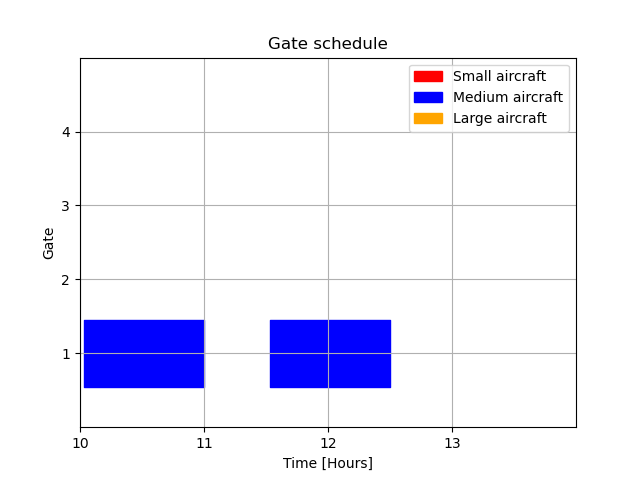 Gate schedule
Small aircraft
Medium aircraft
Large aircraft
4
3
2
1
Gate
10 11 12 13
Time [Hours]